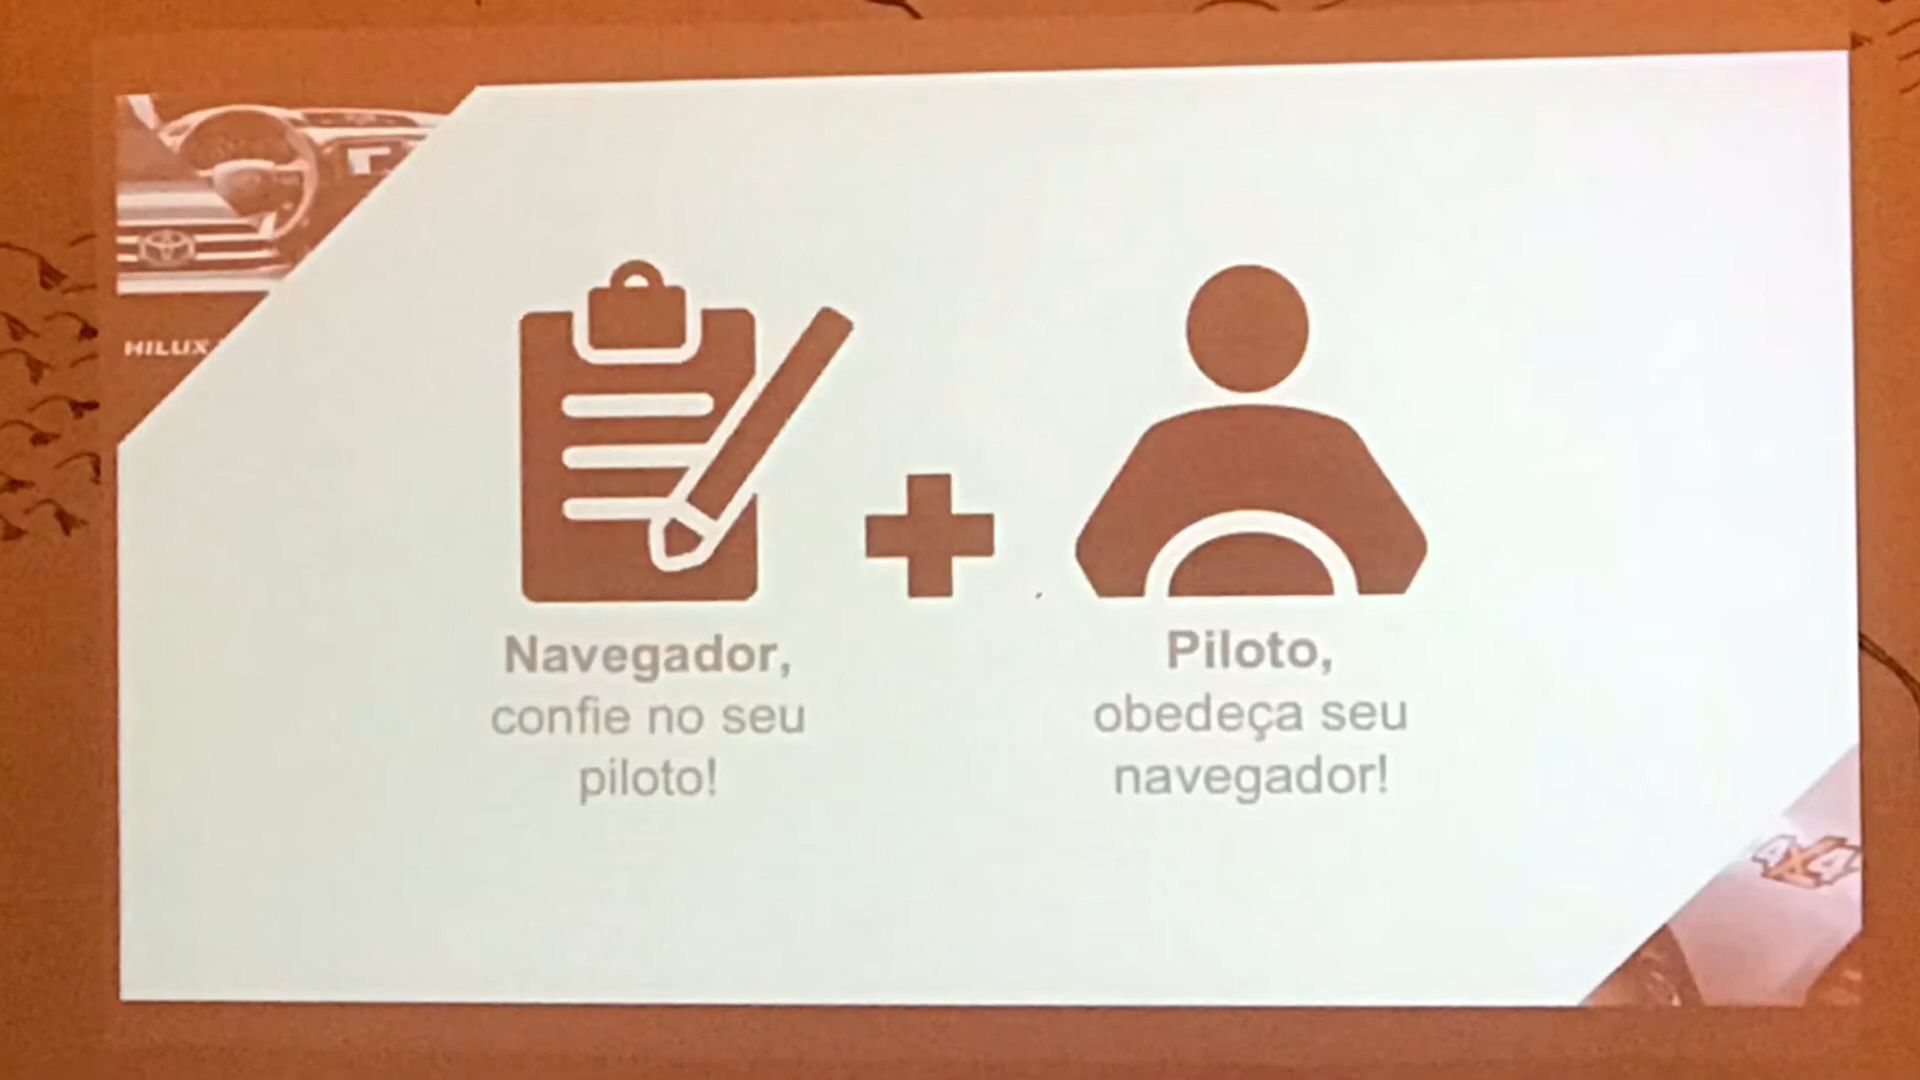 HILUX
Navegador,
confie no seu
piloto!
Piloto,
obedeça seu
navegador!
4x4